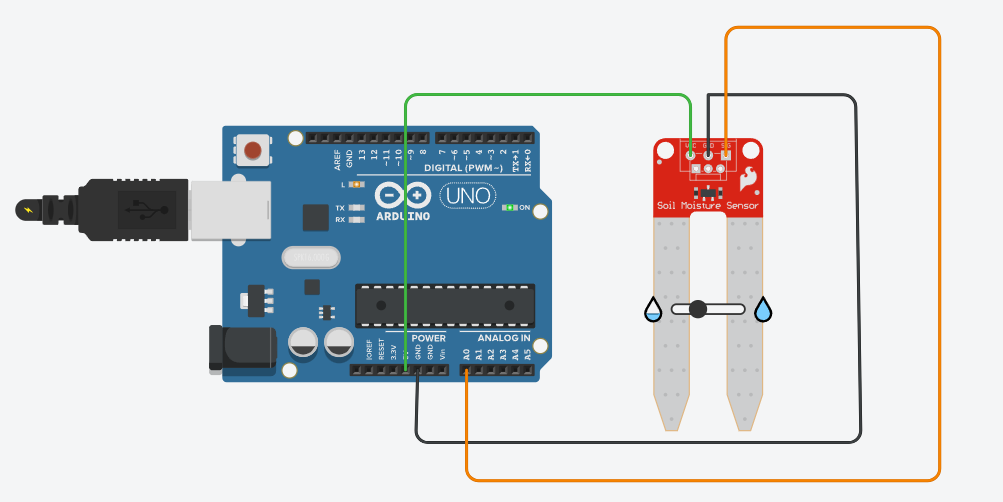 AREF
GND
13
12
~11
~10
~9
8
7
~6
~5
4
~3
2
TX→1
RX←0
DIGITAL (PWM~)
L
TX
RX
ARDUINO
UNO
ON
POWER
ANALOG IN
IOREF
RESET
3.3V
GND
GND
Vin
A0
A1
A2
A3
A4
A5
VCC GND SIG
Soil Moisture Sensor